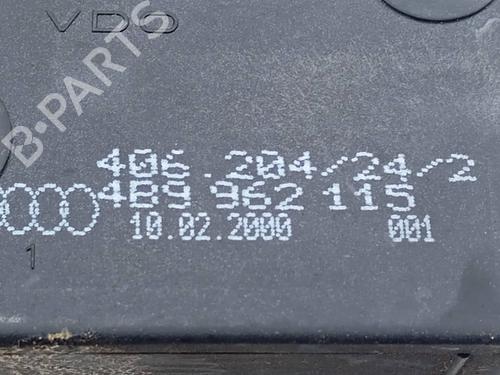 VDO
B-PARTS
406.204/24/2
4B9 962 115
10.02.2000 001
1